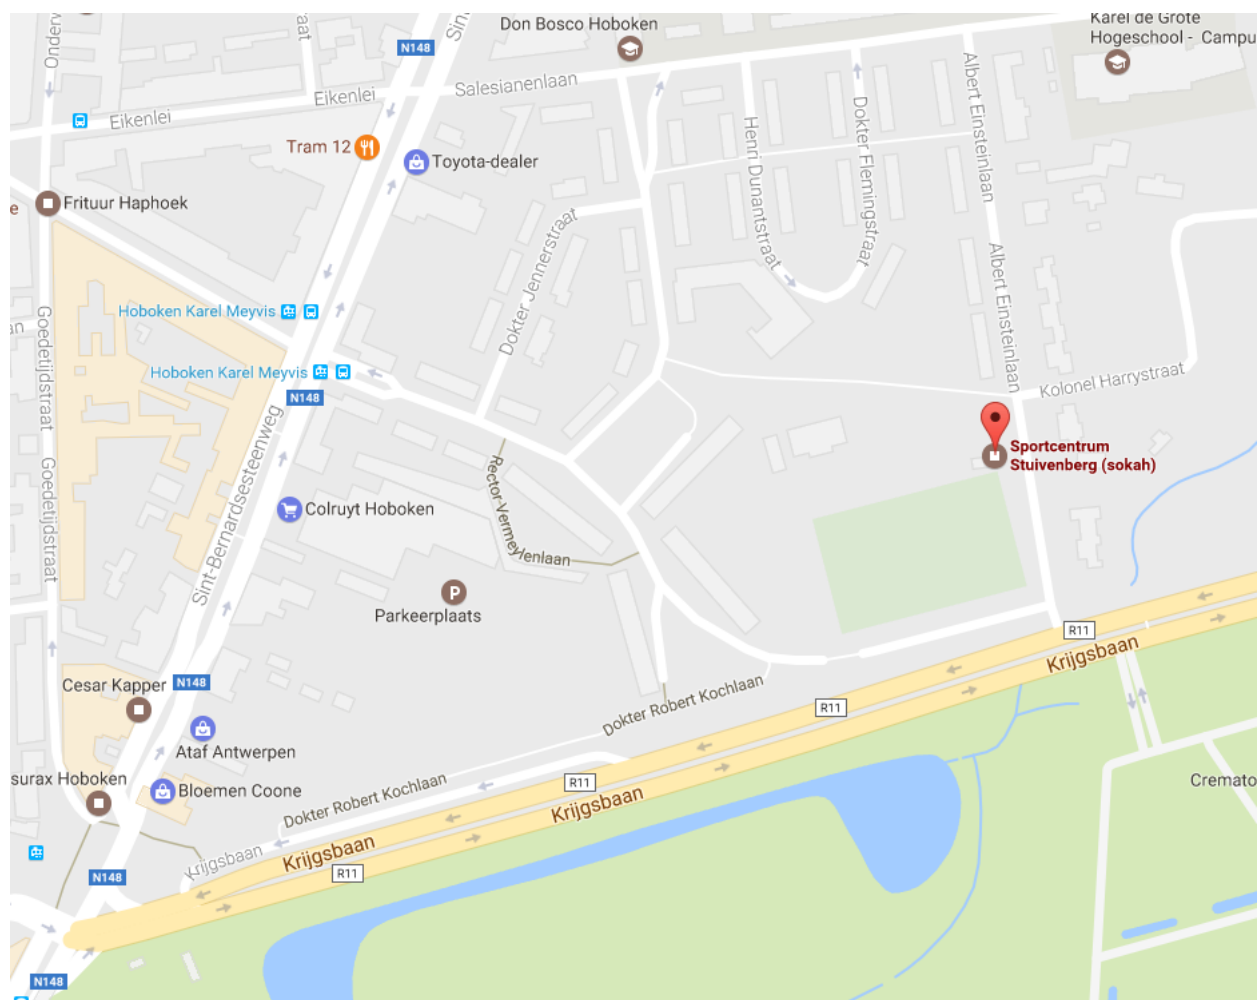 Don Bosco Hoboken
Karel de Grote
Hogeschool - Campu
N148
Oudestr
Sint
Salesianenlaan
Eikenlei
Eikenlei
Tram 12
Toyota-dealer
Albert Einsteinlaan
Dokter Flemingstraat
Henri Dunantstraat
Frituur Haphoek
e
Dokter Jennerstraat
Albert Einsteinlaan
Hoboken Karel Meyvis
Goedetijdstraat
an
Hoboken Karel Meyvis
N148
Kolonel Harrystraat
Sportcentrum
Stuivenberg (sokah)
Sint-Bernardsesteenweg
Goedetijdstraat
Rector Vermeylenlaan
Colruyt Hoboken
P
Parkeerplaats
R11
Krijgsbaan
Cesar Kapper
N148
Dokter Robert Kochlaan
R11
Ataf Antwerpen
surax Hoboken
Bloemen Coone
Dokter Robert Kochlaan
R11
Krijgsbaan
Cremato
Krijgsbaan
Krijgsbaan
R11
N148
N148